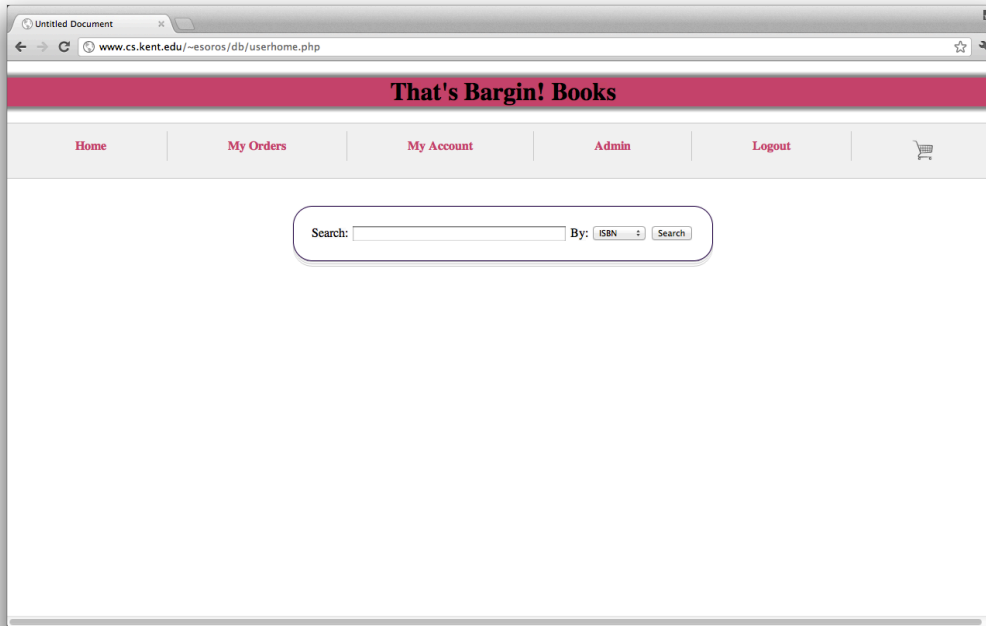 Untitled Document
www.cs.kent.edu/~esoros/db/userhome.php
That's Bargin! Books
Home My Orders My Account Admin Logout
Search: By: ISBN Search